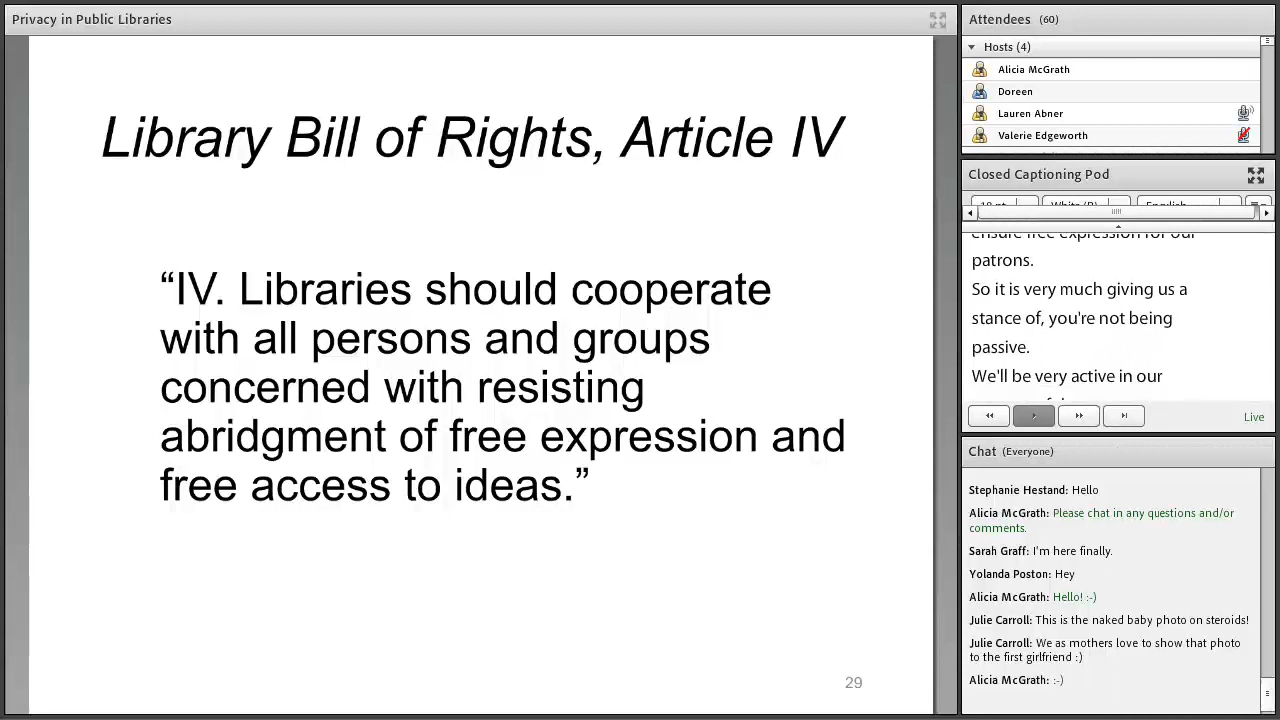 Privacy in Public Libraries
Library Bill of Rights, Article IV
“IV. Libraries should cooperate
with all persons and groups
concerned with resisting
abridgment of free expression and
free access to ideas.”
29
Attendees (60)
Hosts (4)
Alicia McGrath
Doreen
Lauren Abner
Valerie Edgeworth
Closed Captioning Pod
English
ensure free expression for our
patrons.
So it is very much giving us a
stance of, you're not being
passive.
We'll be very active in our
Live
Chat (Everyone)
Stephanie Hestand: Hello
Alicia McGrath: Please chat in any questions and/or
comments.
Sarah Graff: I'm here finally.
Yolanda Poston: Hey
Alicia McGrath: Hello! :-)
Julie Carroll: This is the naked baby photo on steroids!
Julie Carroll: We as mothers love to show that photo
to the first girlfriend :)
Alicia McGrath: :-)